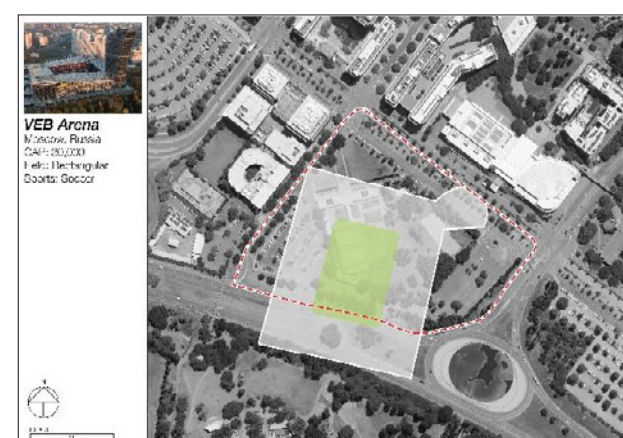 VEB Arena
Moscow, Russia
CAP: 30,000
Field: Rectangular
Sports: Soccer
N